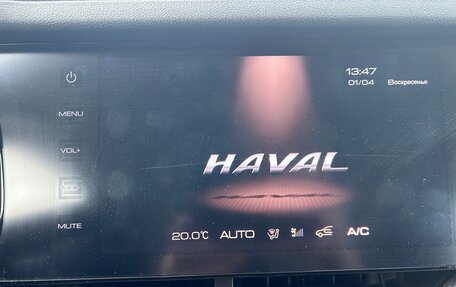 13:47
01/04 Воскресенье
MENU
VOL+
HAVAL
MUTE
20.0°C AUTO A/C